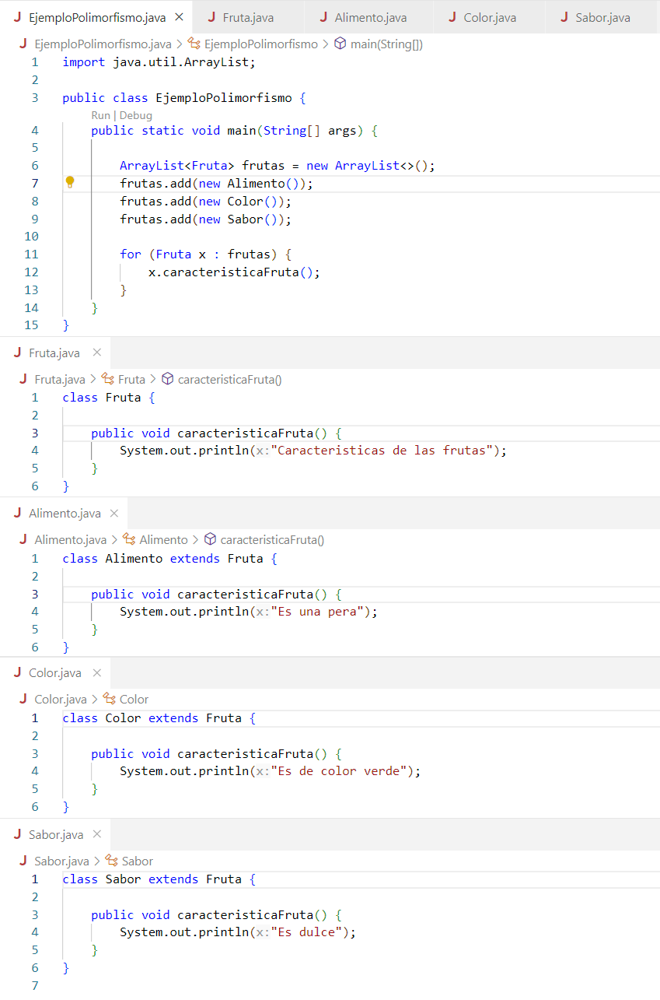 J EjemploPolimorfismo.java × J Fruta.java J Alimento.java J Color.java J Sabor.java
J EjemploPolimorfismo.java > EjemploPolimorfismo > main(String[])
1 import java.util.ArrayList;
2
3 public class EjemploPolimorfismo {
Run | Debug
4 public static void main(String[] args) {
5
6 ArrayList<Fruta> frutas = new ArrayList<>();
7 frutas.add(new Alimento());
8 frutas.add(new Color());
9 frutas.add(new Sabor());
10
11 for (Fruta x : frutas) {
12 x.caracteristicaFruta();
13 }
14 }
15 }
J Fruta.java ×
J Fruta.java > Fruta > caracteristicaFruta()
1 class Fruta {
2
3 public void caracteristicaFruta() {
4 System.out.println(x:"Caracteristicas de las frutas");
5 }
6 }
J Alimento.java ×
J Alimento.java > Alimento > caracteristicaFruta()
1 class Alimento extends Fruta {
2
3 public void caracteristicaFruta() {
4 System.out.println(x:"Es una pera");
5 }
6 }
J Color.java ×
J Color.java > Color
1 class Color extends Fruta {
2
3 public void caracteristicaFruta() {
4 System.out.println(x:"Es de color verde");
5 }
6 }
J Sabor.java ×
J Sabor.java > Sabor
1 class Sabor extends Fruta {
2
3 public void caracteristicaFruta() {
4 System.out.println(x:"Es dulce");
5 }
6 }
7